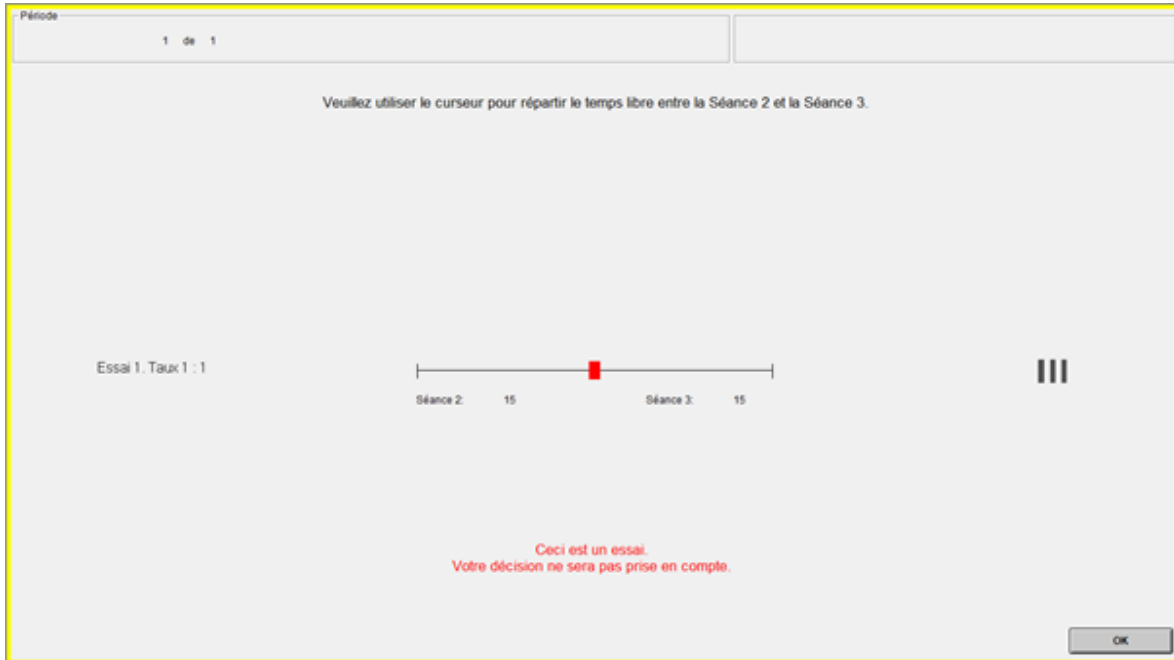 Période
1 de 1
Veuillez utiliser le curseur pour répartir le temps libre entre la Séance 2 et la Séance 3.
Essai 1. Taux 1 : 1
Séance 2: 15 Séance 3: 15
Ceci est un essai.
Votre décision ne sera pas prise en compte.
OK